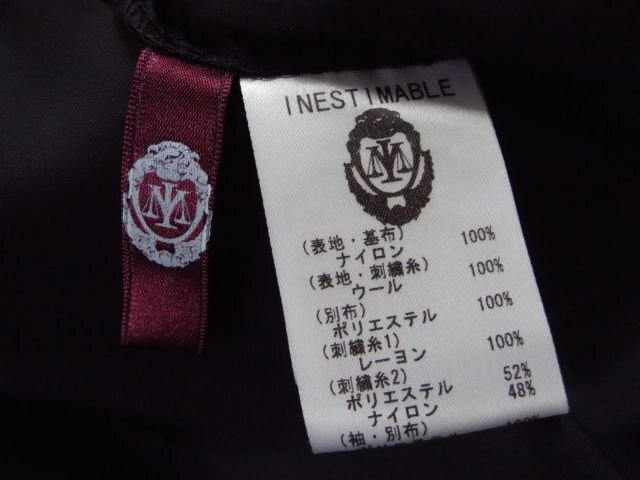 INESTIMABLE
(表地・基布)
ナイロン 100%
(表地・刺繍糸)
ウール 100%
(別布)
ポリエステル 100%
(刺繍糸1)
レーヨン 100%
(刺繍糸2)
ポリエステル 52%
ナイロン 48%
(袖・別布)
100%